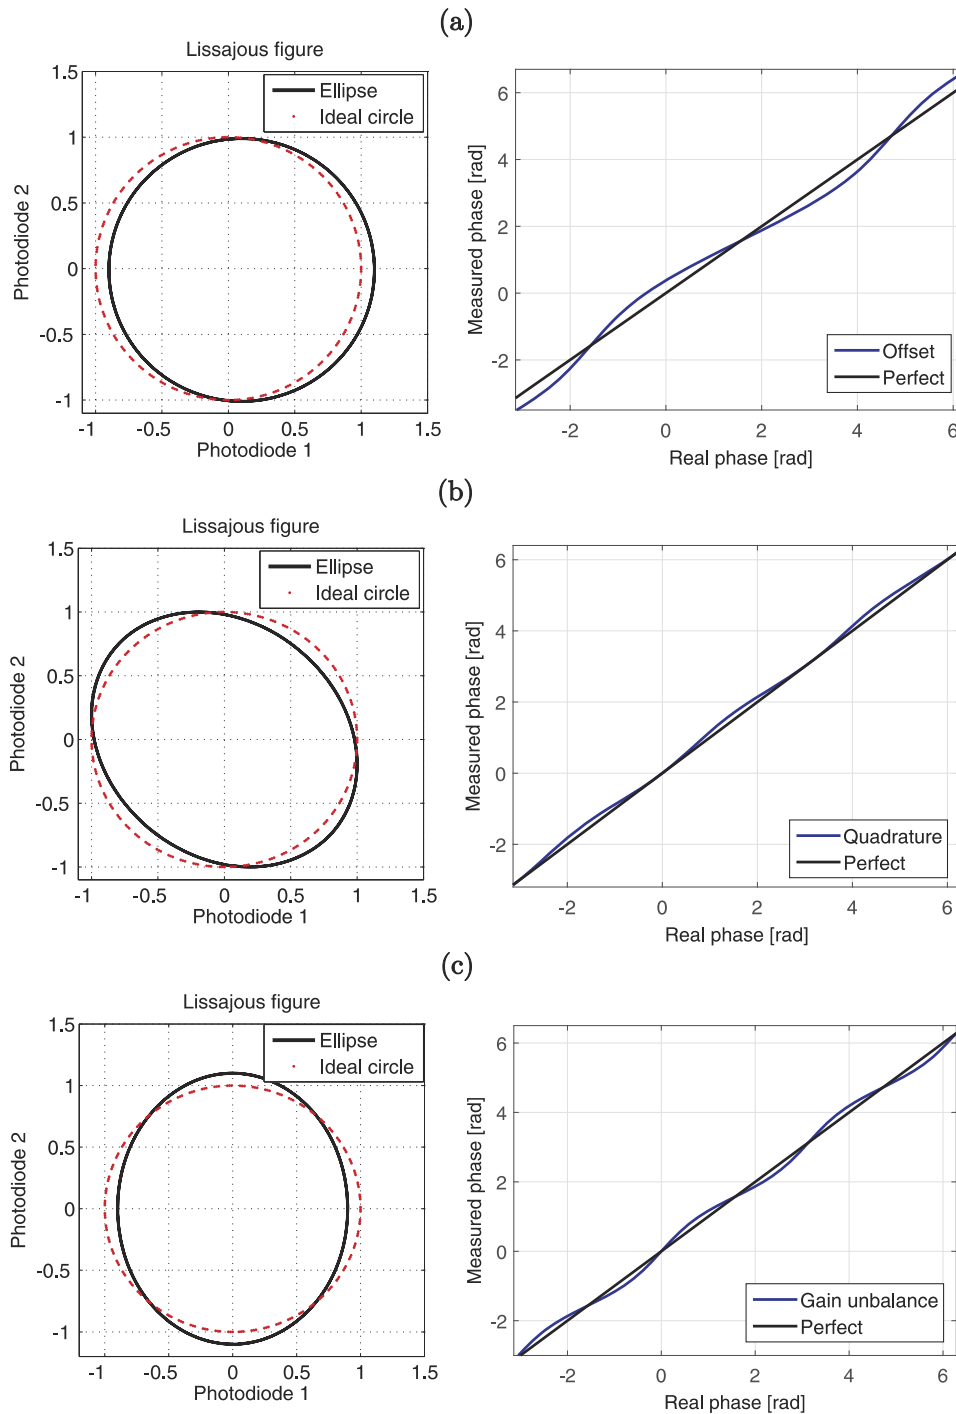 (a)
Lissajous figure
1.5
1
0.5
0
-0.5
-1
-1 -0.5 0 0.5 1 1.5
Photodiode 2
Photodiode 1
Ellipse
Ideal circle
6
4
2
0
-2
-2 0 2 4 6
Measured phase [rad]
Real phase [rad]
Offset
Perfect
(b)
Lissajous figure
1.5
1
0.5
0
-0.5
-1
-1 -0.5 0 0.5 1 1.5
Photodiode 2
Photodiode 1
Ellipse
Ideal circle
6
4
2
0
-2
-2 0 2 4 6
Measured phase [rad]
Real phase [rad]
Quadrature
Perfect
(c)
Lissajous figure
1.5
1
0.5
0
-0.5
-1
-1 -0.5 0 0.5 1 1.5
Photodiode 2
Photodiode 1
Ellipse
Ideal circle
6
4
2
0
-2
-2 0 2 4 6
Measured phase [rad]
Real phase [rad]
Gain unbalance
Perfect